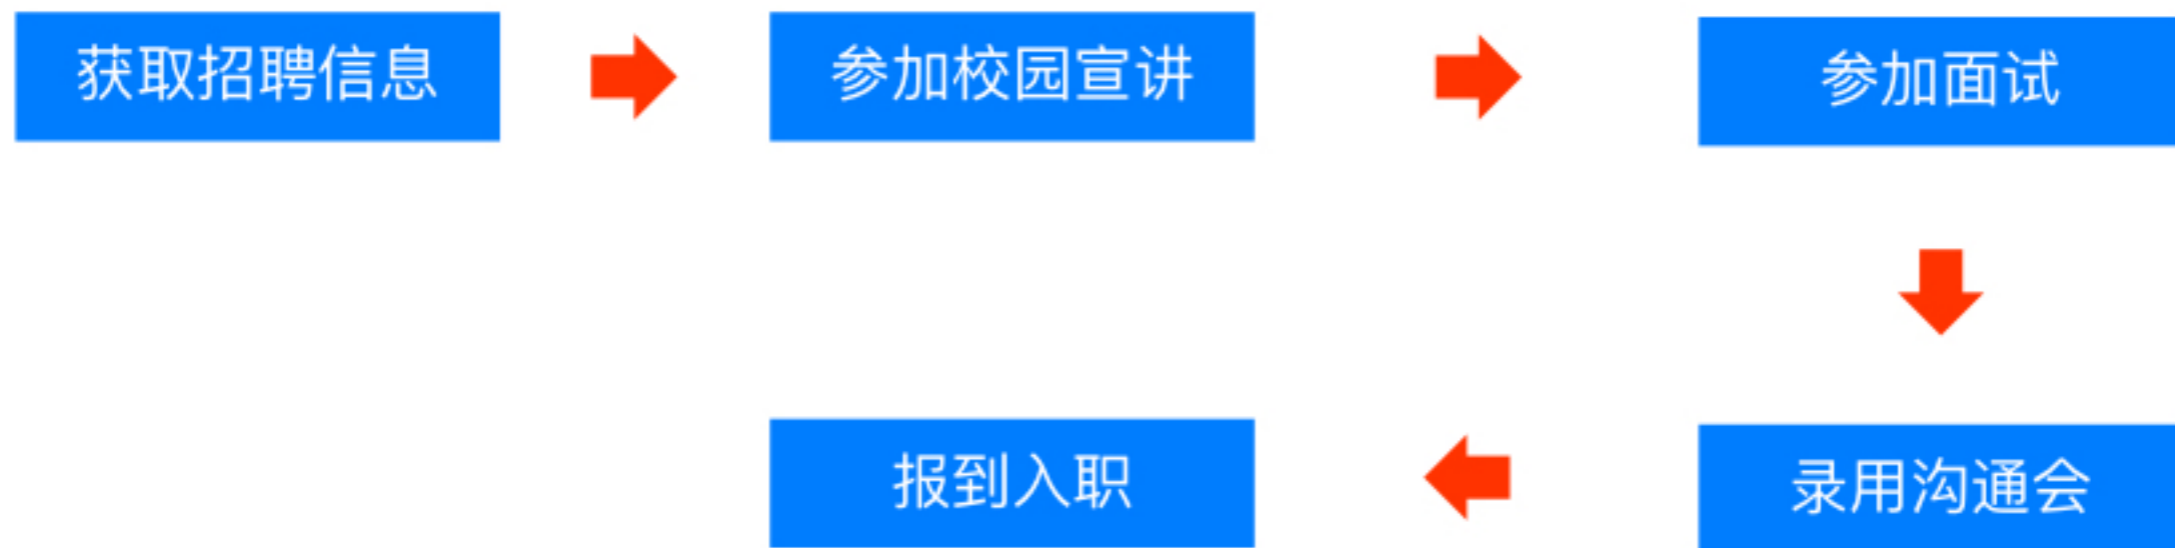 获取招聘信息
参加校园宣讲
参加面试
录用沟通会
报到入职